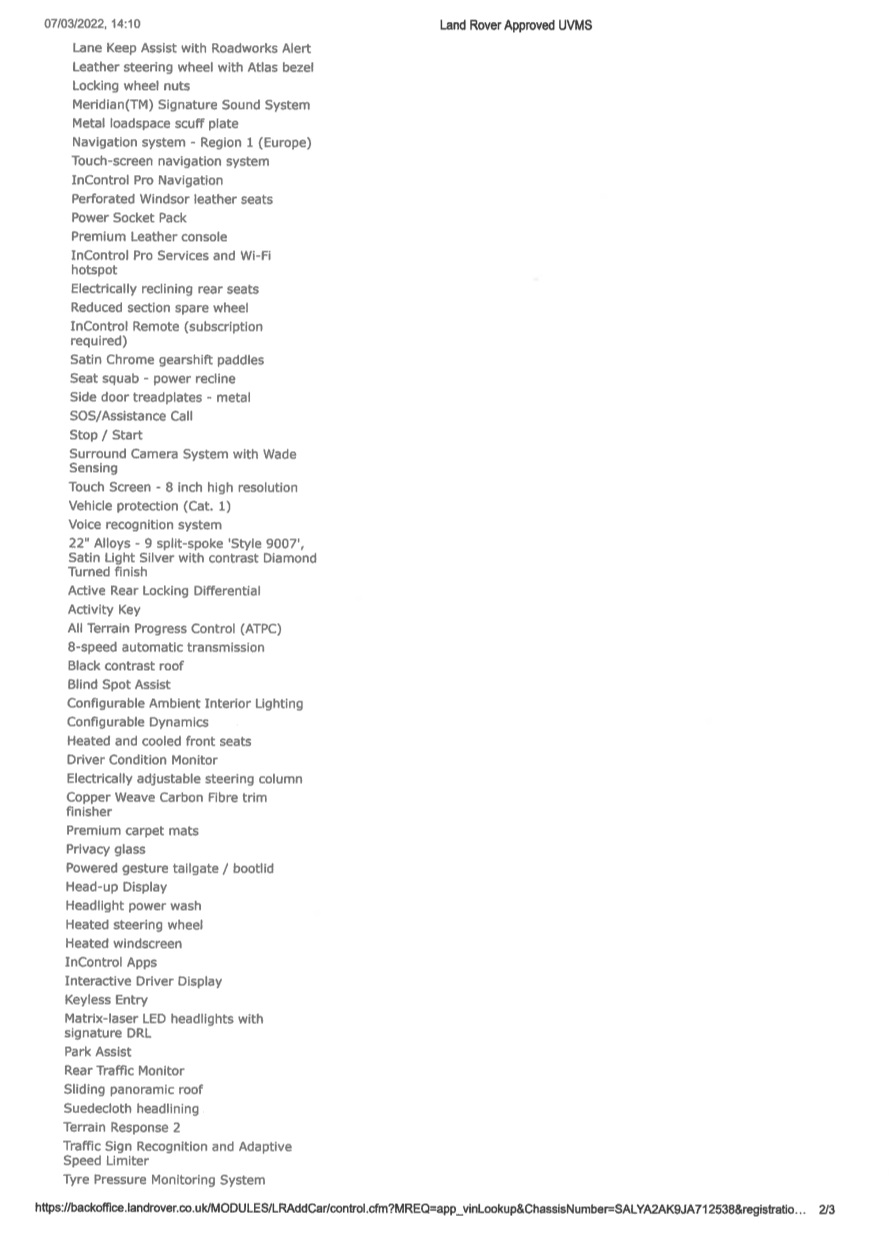 07/03/2022, 14:10
Land Rover Approved UVMS
Lane Keep Assist with Roadworks Alert
Leather steering wheel with Atlas bezel
Locking wheel nuts
Meridian(TM) Signature Sound System
Metal loadspace scuff plate
Navigation system - Region 1 (Europe)
Touch-screen navigation system
InControl Pro Navigation
Perforated Windsor leather seats
Power Socket Pack
Premium Leather console
InControl Pro Services and Wi-Fi
hotspot
Electrically reclining rear seats
Reduced section spare wheel
InControl Remote (subscription
required)
Satin Chrome gearshift paddles
Seat squab - power recline
Side door treadplates - metal
SOS/Assistance Call
Stop / Start
Surround Camera System with Wade
Sensing
Touch Screen - 8 inch high resolution
Vehicle protection (Cat. 1)
Voice recognition system
22" Alloys - 9 split-spoke 'Style 9007',
Satin Light Silver with contrast Diamond
Turned finish
Active Rear Locking Differential
Activity Key
All Terrain Progress Control (ATPC)
8-speed automatic transmission
Black contrast roof
Blind Spot Assist
Configurable Ambient Interior Lighting
Configurable Dynamics
Heated and cooled front seats
Driver Condition Monitor
Electrically adjustable steering column
Copper Weave Carbon Fibre trim
finisher
Premium carpet mats
Privacy glass
Powered gesture tailgate / bootlid
Head-up Display
Headlight power wash
Heated steering wheel
Heated windscreen
InControl Apps
Interactive Driver Display
Keyless Entry
Matrix-laser LED headlights with
signature DRL
Park Assist
Rear Traffic Monitor
Sliding panoramic roof
Suedecloth headlining
Terrain Response 2
Traffic Sign Recognition and Adaptive
Speed Limiter
Tyre Pressure Monitoring System
https://backoffice.landrover.co.uk/MODULES/LRAddCar/control.cfm?MREQ=app_vinLookup&ChassisNumber=SALYA2AK9JA712538&registratio... 2/3